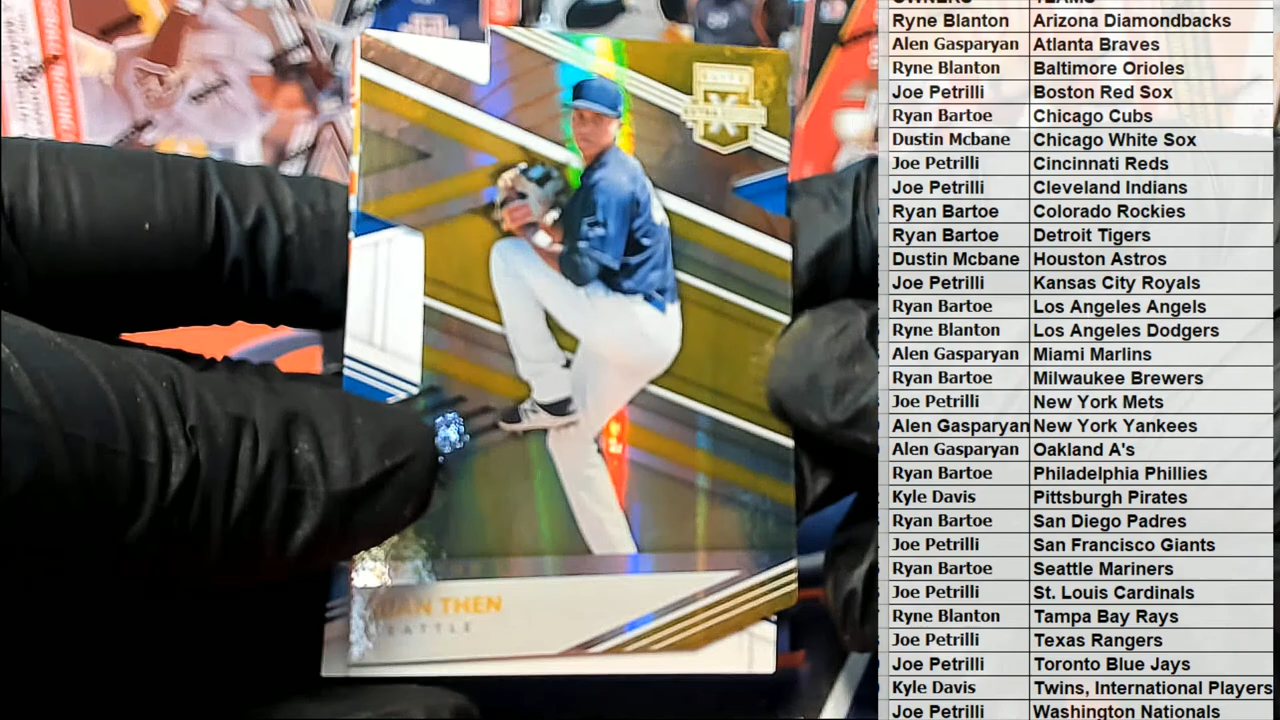 OWNERS TEAMS
Ryne Blanton Arizona Diamondbacks
Alen Gasparyan Atlanta Braves
Ryne Blanton Baltimore Orioles
Joe Petrilli Boston Red Sox
Ryan Bartoe Chicago Cubs
Dustin Mcbane Chicago White Sox
Joe Petrilli Cincinnati Reds
Joe Petrilli Cleveland Indians
Ryan Bartoe Colorado Rockies
Ryan Bartoe Detroit Tigers
Dustin Mcbane Houston Astros
Joe Petrilli Kansas City Royals
Ryan Bartoe Los Angeles Angels
Ryne Blanton Los Angeles Dodgers
Alen Gasparyan Miami Marlins
Ryan Bartoe Milwaukee Brewers
Joe Petrilli New York Mets
Alen Gasparyan New York Yankees
Alen Gasparyan Oakland A's
Ryan Bartoe Philadelphia Phillies
Kyle Davis Pittsburgh Pirates
Ryan Bartoe San Diego Padres
Joe Petrilli San Francisco Giants
Ryan Bartoe Seattle Mariners
Joe Petrilli St. Louis Cardinals
Ryne Blanton Tampa Bay Rays
Joe Petrilli Texas Rangers
Joe Petrilli Toronto Blue Jays
Kyle Davis Twins, International Players
Joe Petrilli Washington Nationals
THEN
SEATTLE